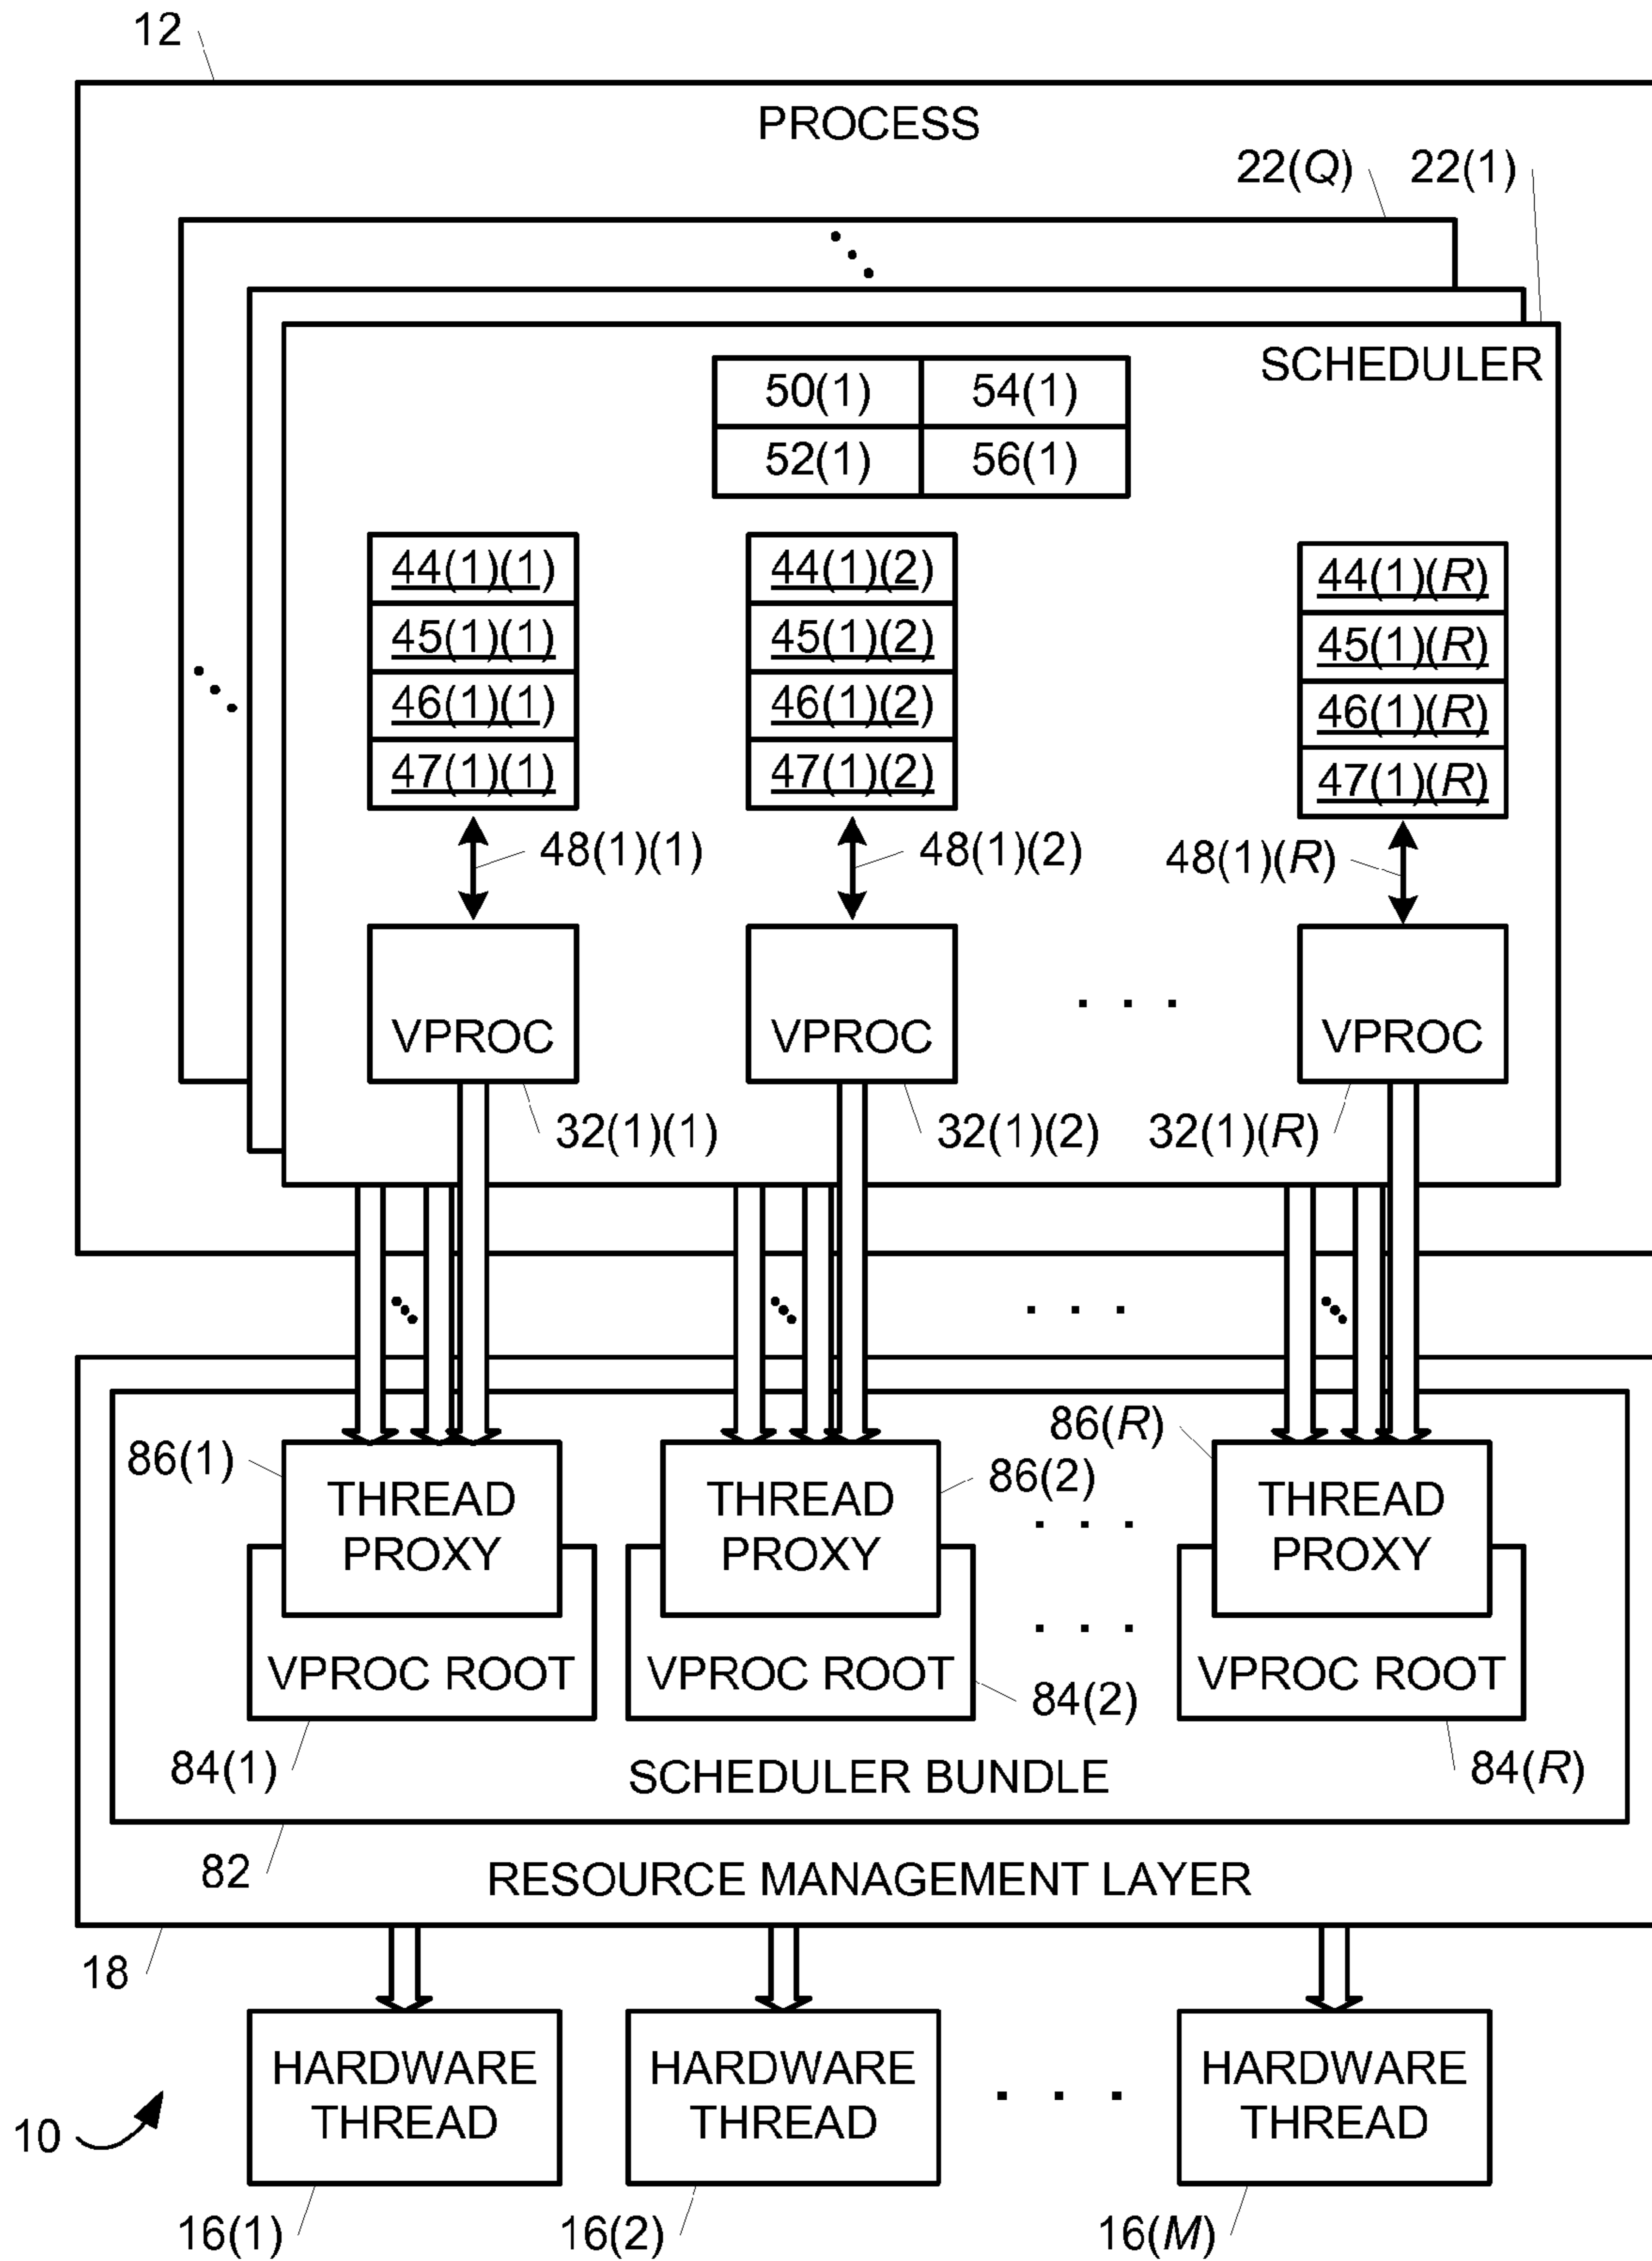 12
PROCESS
22(Q) 22(1)
SCHEDULER
50(1) 54(1)
52(1) 56(1)
44(1)(1) 44(1)(2) 44(1)(R)
45(1)(1) 45(1)(2) 45(1)(R)
46(1)(1) 46(1)(2) 46(1)(R)
47(1)(1) 47(1)(2) 47(1)(R)
48(1)(1) 48(1)(2) 48(1)(R)
VPROC VPROC . . . VPROC
32(1)(1) 32(1)(2) 32(1)(R)
. . .
86(1) 86(2) 86(R)
THREAD THREAD THREAD
PROXY PROXY . . . PROXY
. . .
VPROC ROOT VPROC ROOT VPROC ROOT
84(1) 84(2) 84(R)
SCHEDULER BUNDLE
82
RESOURCE MANAGEMENT LAYER
18
HARDWARE HARDWARE HARDWARE
THREAD THREAD . . . THREAD
10
16(1) 16(2) 16(M)